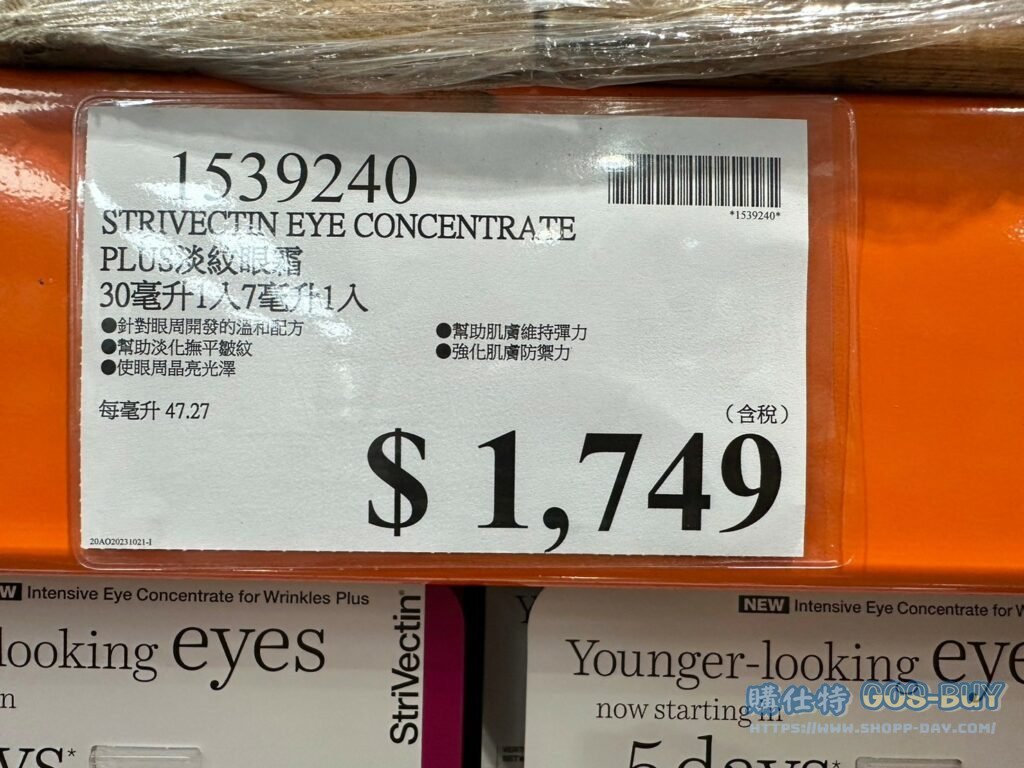 1539240
*1539240*
STRIVECTIN EYE CONCENTRATE
PLUS淡紋眼霜
30毫升1入7毫升1入
●針對眼周開發的溫和配方
●幫助淡化撫平皺紋
●使眼周晶亮光澤
●幫助肌膚維持彈力
●強化肌膚防禦力
每毫升 47.27
(含稅)
$ 1,749
20AO20231021-1
W Intensive Eye Concentrate for Wrinkles Plus
looking eyes
n
ys*
StriVectin®
Y
NEW Intensive Eye Concentrate for W
Younger-looking eye
now starting in
5 days*
購仕特 GOS-BUY
HTTPS://WWW.SHOPP-DAY.COM/